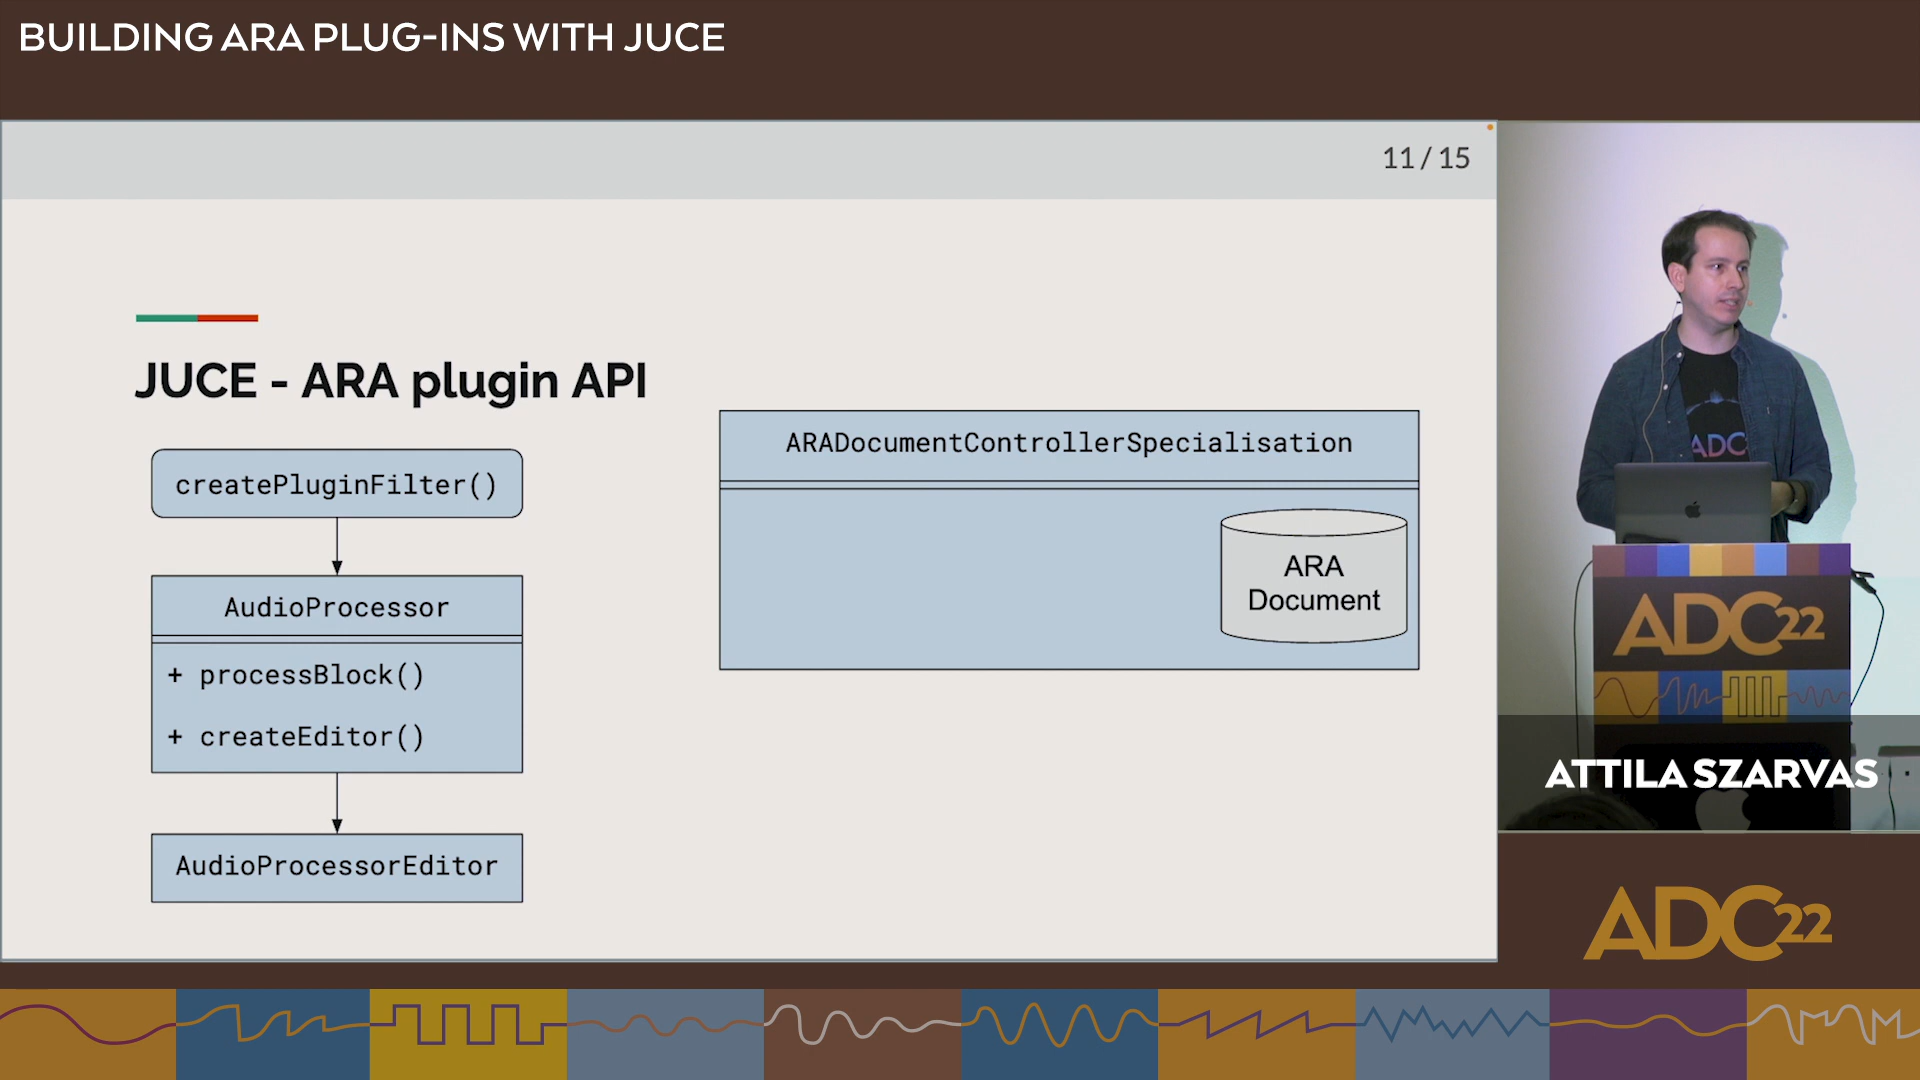 BUILDING ARA PLUG-INS WITH JUCE
11 / 15
JUCE - ARA plugin API
createPluginFilter()
AudioProcessor
+ processBlock()
+ createEditor()
AudioProcessorEditor
ARADocumentControllerSpecialisation
ARA
Document
ADC
ADC22
ATTILA SZARVAS
ADC22